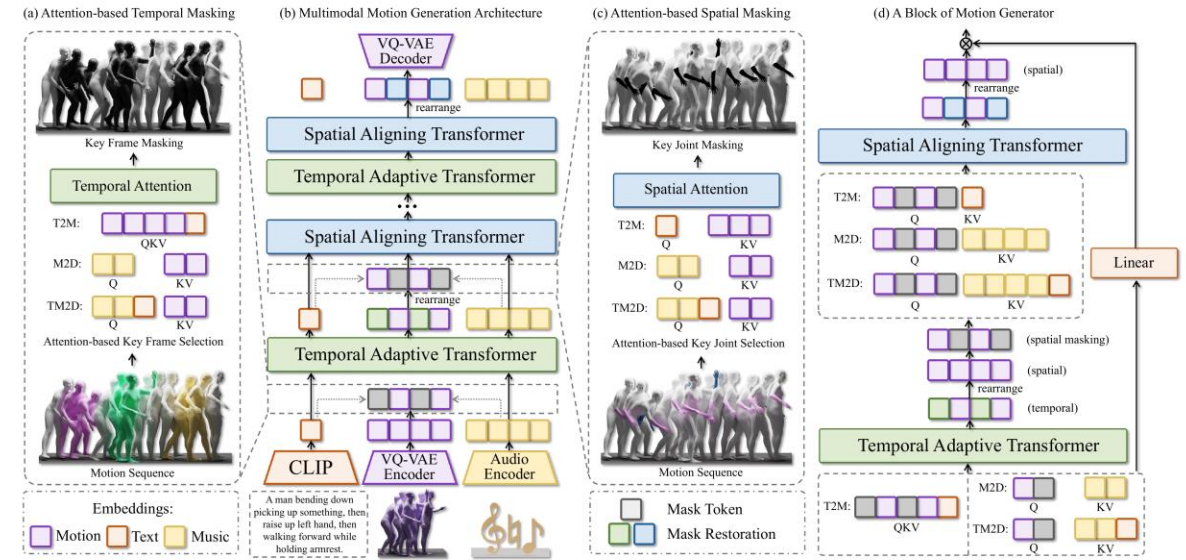 (a) Attention-based Temporal Masking
Key Frame Masking
Temporal Attention
T2M:
QKV
M2D:
Q
KV
TM2D:
Q
KV
Attention-based Key Frame Selection
Motion Sequence
Embeddings:
Motion
Text
Music
(b) Multimodal Motion Generation Architecture
VQ-VAE
Decoder
rearrange
Spatial Aligning Transformer
Temporal Adaptive Transformer
...
Spatial Aligning Transformer
rearrange
Temporal Adaptive Transformer
CLIP
VQ-VAE
Encoder
Audio
Encoder
A man bending down
picking up something, then
raise up left hand, then
walking forward while
holding armrest.
(c) Attention-based Spatial Masking
Key Joint Masking
Spatial Attention
T2M:
Q
KV
M2D:
Q
KV
TM2D:
Q
KV
Attention-based Key Joint Selection
Motion Sequence
Mask Token
Mask Restoration
(d) A Block of Motion Generator
(spatial)
rearrange
Spatial Aligning Transformer
T2M:
Q
KV
M2D:
Q
KV
TM2D:
Q
KV
Linear
(spatial masking)
(spatial)
rearrange
(temporal)
Temporal Adaptive Transformer
T2M:
QKV
M2D:
Q
KV
TM2D:
Q
KV